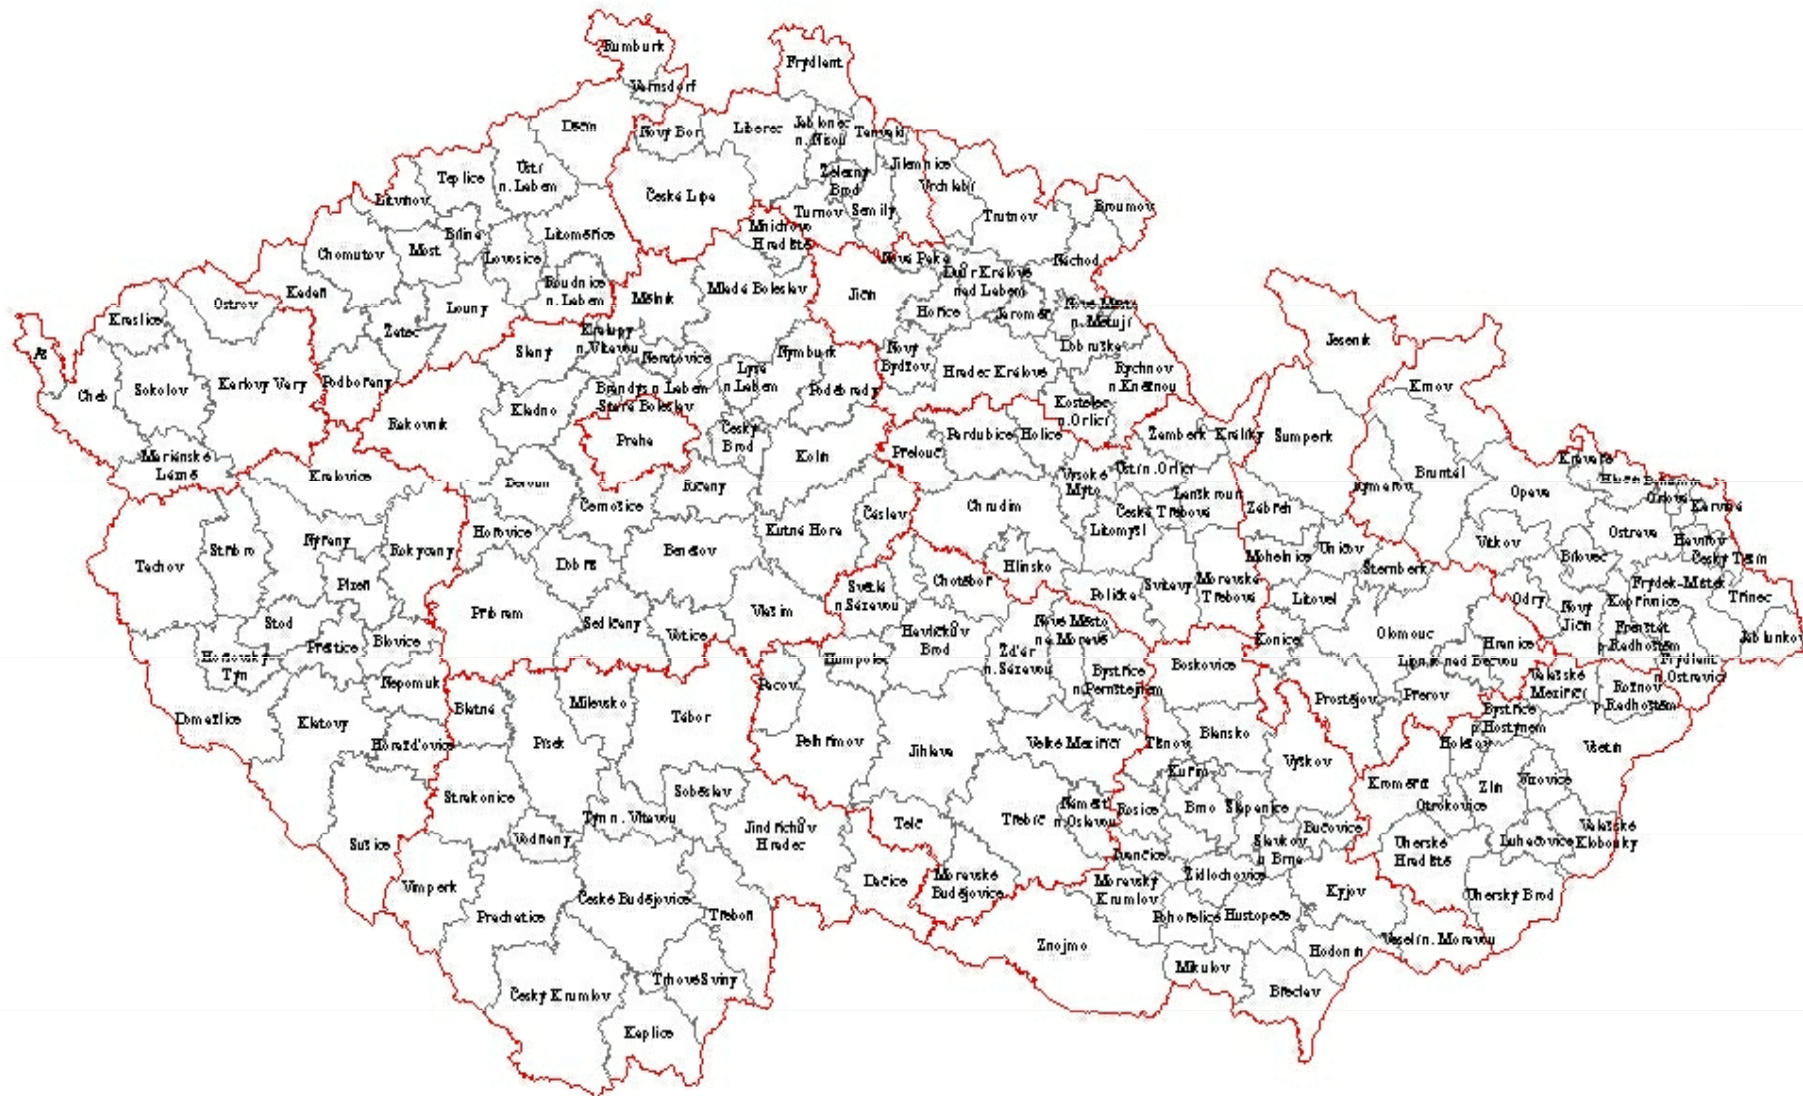 Rumburk
Varnsdorf
Frýdlant
Děčín
Nový Bor
Liberec
Jablonec
n. Nisou
Tanvald
Teplice
Ústí
n. Labem
Česká Lípa
Železný
Brod
Jilemnice
Vrchlabí
Litvínov
Turnov
Semily
Trutnov
Broumov
Chomutov
Most
Bílina
Lovosice
Litoměřice
Mnichovo
Hradiště
Nová Paka
Dvůr Králové
nad Labem
Náchod
Kadaň
Ostrov
Kraslice
Louny
Roudnice
n. Labem
Mělník
Mladá Boleslav
Jičín
Hořice
Jaroměř
Nové Město
n. Metují
Žatec
Slaný
Kralupy
n. Vltavou
Neratovice
Nymburk
Nový
Bydžov
Dobruška
Jeseník
Aš
Cheb
Sokolov
Karlovy Vary
Podbořany
Rakovník
Kladno
Brandýs n. Labem
Stará Boleslav
Lysá
n. Labem
Poděbrady
Hradec Králové
Rychnov
n. Kněžnou
Krnov
Praha
Český
Brod
Kolín
Přelouč
Pardubice
Holice
Kostelec
n. Orlicí
Žamberk
Králíky
Šumperk
Mariánské
Lázně
Kralovice
Beroun
Říčany
Vysoké
Mýto
Ústí n. Orlicí
Bruntál
Kravaře
Tachov
Stříbro
Nýřany
Rokycany
Hořovice
Černošice
Kutná Hora
Čáslav
Chrudim
Litomyšl
Česká Třebová
Lanškroun
Zábřeh
Rýmařov
Opava
Hlučín
Bohumín
Orlová
Karviná
Plzeň
Dobříš
Benešov
Hlinsko
Mohelnice
Uničov
Šternberk
Vítkov
Bílovec
Ostrava
Havířov
Český Těšín
Stod
Přeštice
Blovice
Příbram
Sedlčany
Votice
Vlašim
Světlá
n. Sázavou
Chotěboř
Polička
Svitavy
Moravská
Třebová
Litovel
Odry
Nový
Jičín
Kopřivnice
Frýdek-Místek
Třinec
Horšovský
Týn
Nepomuk
Humpolec
Havlíčkův
Brod
Žďár
n. Sázavou
Nové Město
na Moravě
Bystřice
n. Pernštejnem
Boskovice
Konice
Olomouc
Hranice
Lipník nad Bečvou
Frenštát
p. Radhoštěm
Frýdlant
n. Ostravicí
Jablunkov
Domažlice
Klatovy
Horažďovice
Blatná
Milevsko
Tábor
Pacov
Pelhřimov
Jihlava
Velké Meziříčí
Tišnov
Blansko
Prostějov
Přerov
Valašské
Meziříčí
Rožnov
p. Radhoštěm
Bystřice
p. Hostýnem
Holešov
Vsetín
Písek
Strakonice
Soběslav
Týn n. Vltavou
Jindřichův
Hradec
Telč
Třebíč
Náměšť
n. Oslavou
Rosice
Kuřim
Brno
Šlapanice
Vyškov
Kroměříž
Otrokovice
Zlín
Vizovice
Sušice
Vodňany
Vimperk
Dačice
Moravské
Budějovice
Ivančice
Židlochovice
Slavkov
u Brna
Bučovice
Uherské
Hradiště
Luhačovice
Valašské
Klobouky
Prachatice
České Budějovice
Třeboň
Moravský
Krumlov
Pohořelice
Hustopeče
Kyjov
Uherský Brod
Český Krumlov
Trhové Sviny
Znojmo
Mikulov
Hodonín
Veselí n. Moravou
Kaplice
Břeclav